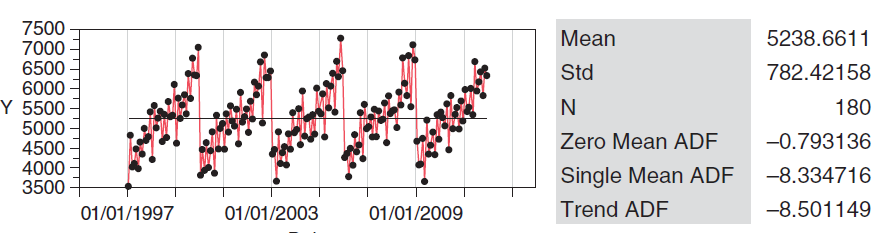 7500
7000
6500
6000
Y 5500
5000
4500
4000
3500
01/01/1997 01/01/2003 01/01/2009
Mean 5238.6611
Std 782.42158
N 180
Zero Mean ADF –0.793136
Single Mean ADF –8.334716
Trend ADF –8.501149